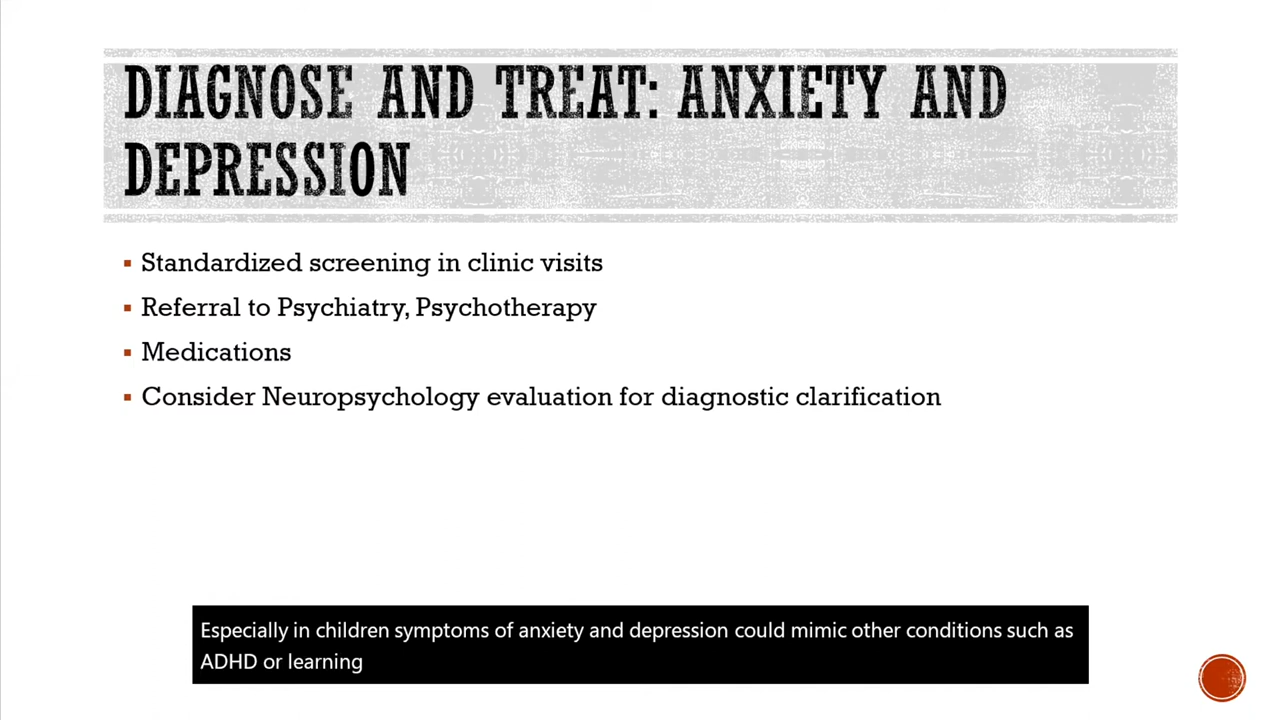 DIAGNOSE AND TREAT: ANXIETY AND
DEPRESSION
Standardized screening in clinic visits
Referral to Psychiatry, Psychotherapy
Medications
Consider Neuropsychology evaluation for diagnostic clarification
Especially in children symptoms of anxiety and depression could mimic other conditions such as
ADHD or learning